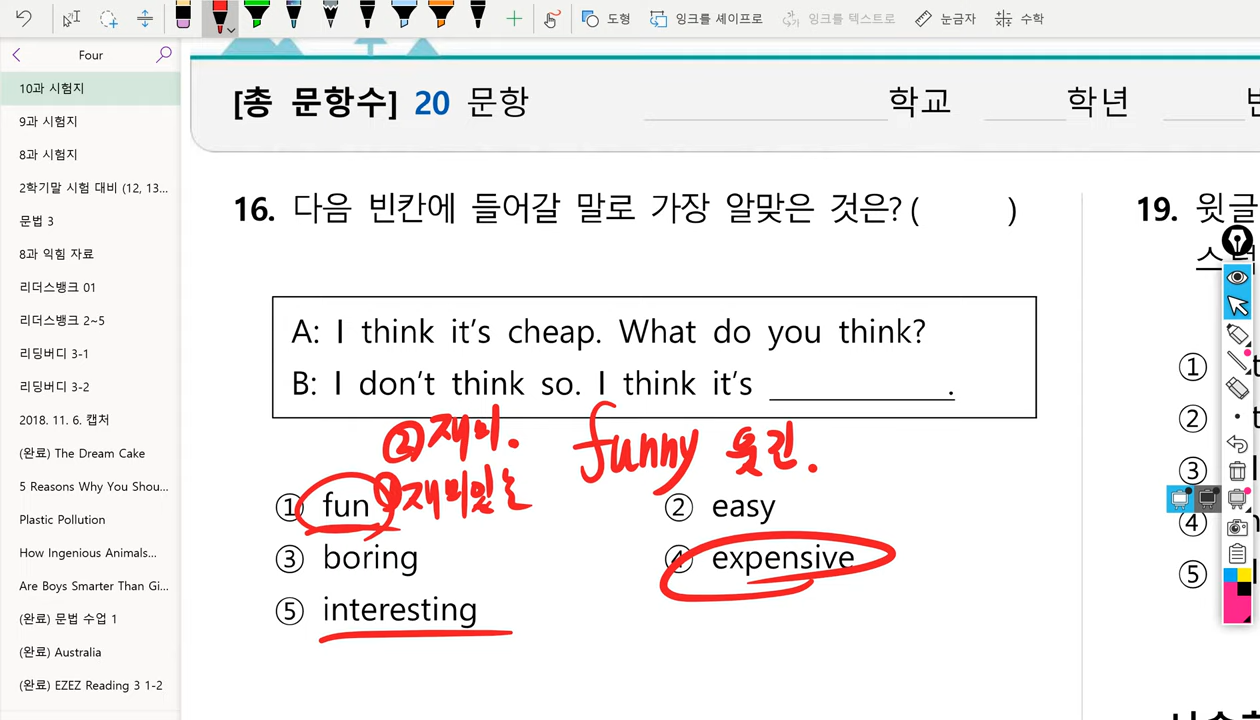 도형
잉크를 셰이프로
잉크를 텍스트로
눈금자
수학
Four
10과 시험지
9과 시험지
8과 시험지
2학기말 시험 대비 (12, 13...
문법 3
8과 익힘 자료
리더스뱅크 01
리더스뱅크 2~5
리딩버디 3-1
리딩버디 3-2
2018. 11. 6. 캡처
(완료) The Dream Cake
5 Reasons Why You Shou...
Plastic Pollution
How Ingenious Animals...
Are Boys Smarter Than Gi...
(완료) 문법 수업 1
(완료) Australia
(완료) EZEZ Reading 3 1-2
[총 문항수] 20 문항 학교 학년
16. 다음 빈칸에 들어갈 말로 가장 알맞은 것은? ( )
A: I think it's cheap. What do you think?
B: I don't think so. I think it's ________.
재미. funny 웃긴.
재미있는
① fun ② easy
③ boring ④ expensive
⑤ interesting
19. 윗글
①
②
③
④
⑤